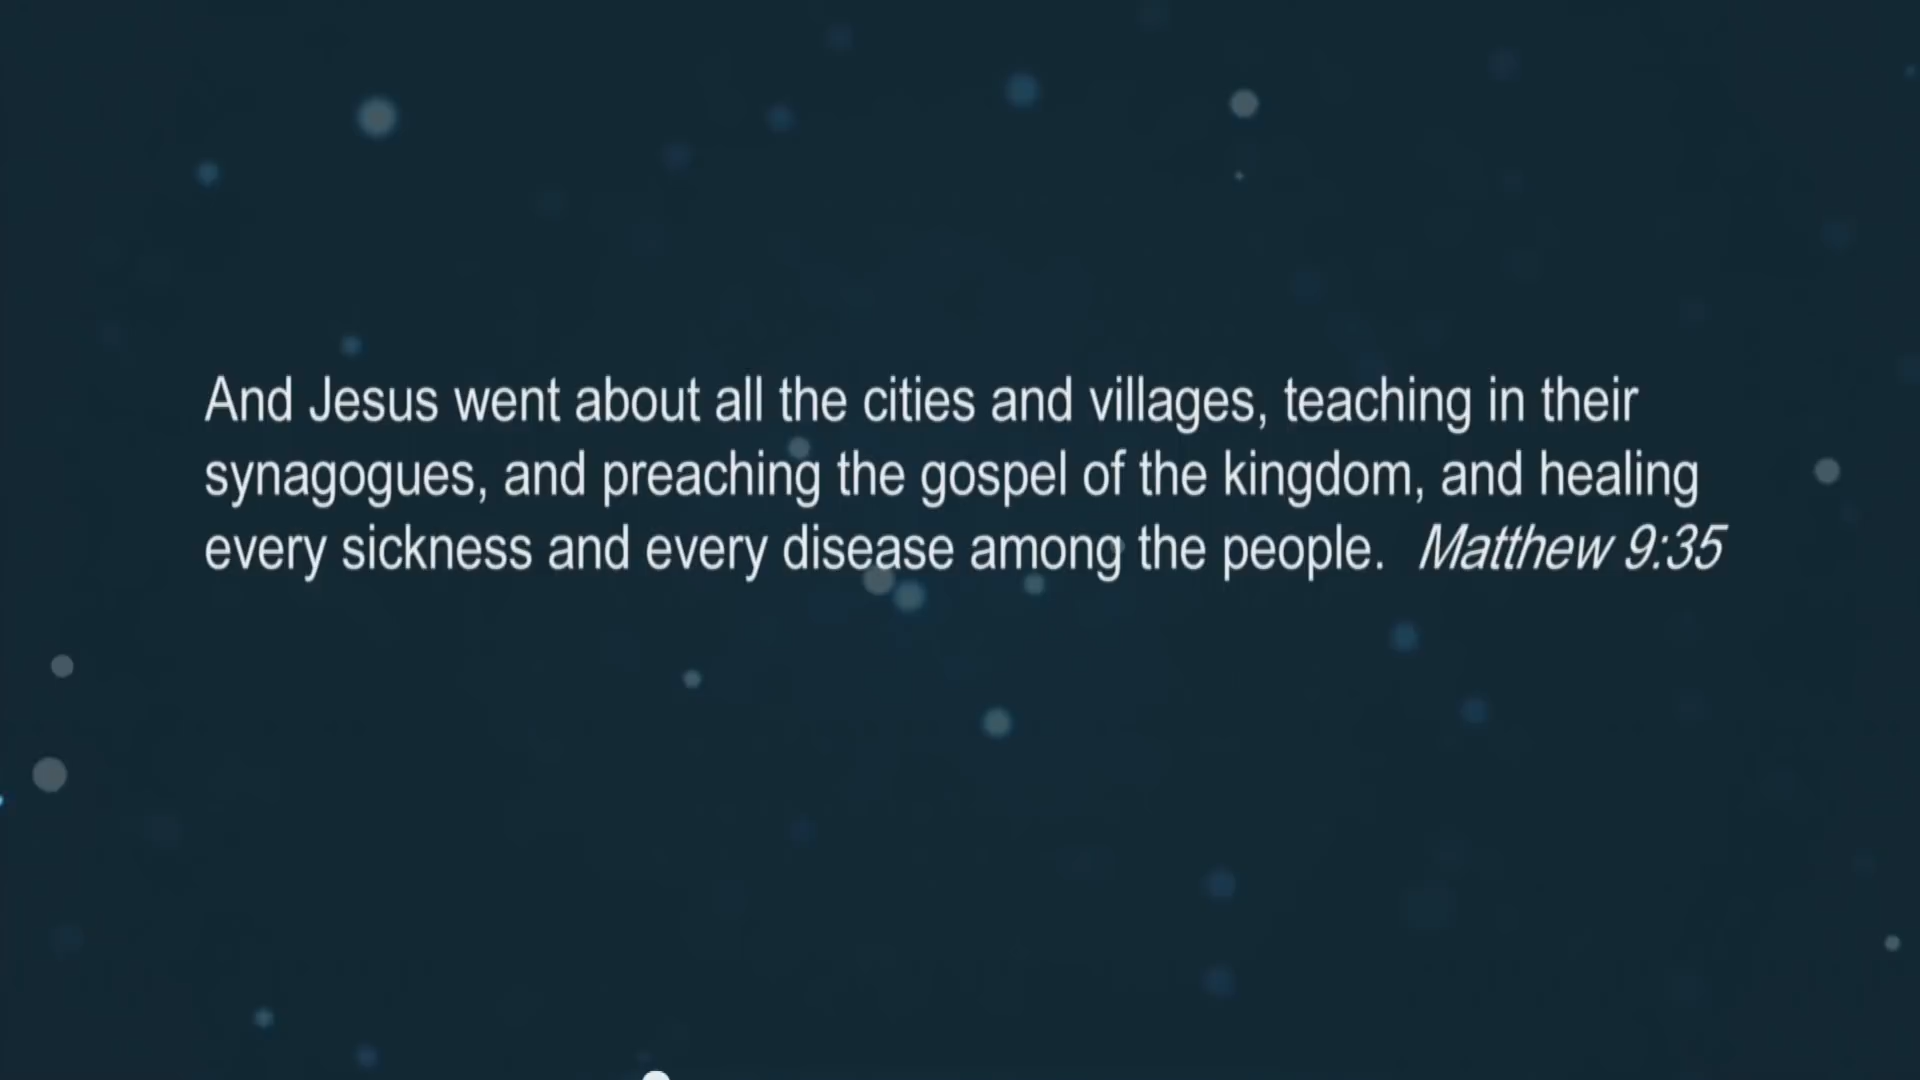 And Jesus went about all the cities and villages, teaching in their
synagogues, and preaching the gospel of the kingdom, and healing
every sickness and every disease among the people. Matthew 9:35